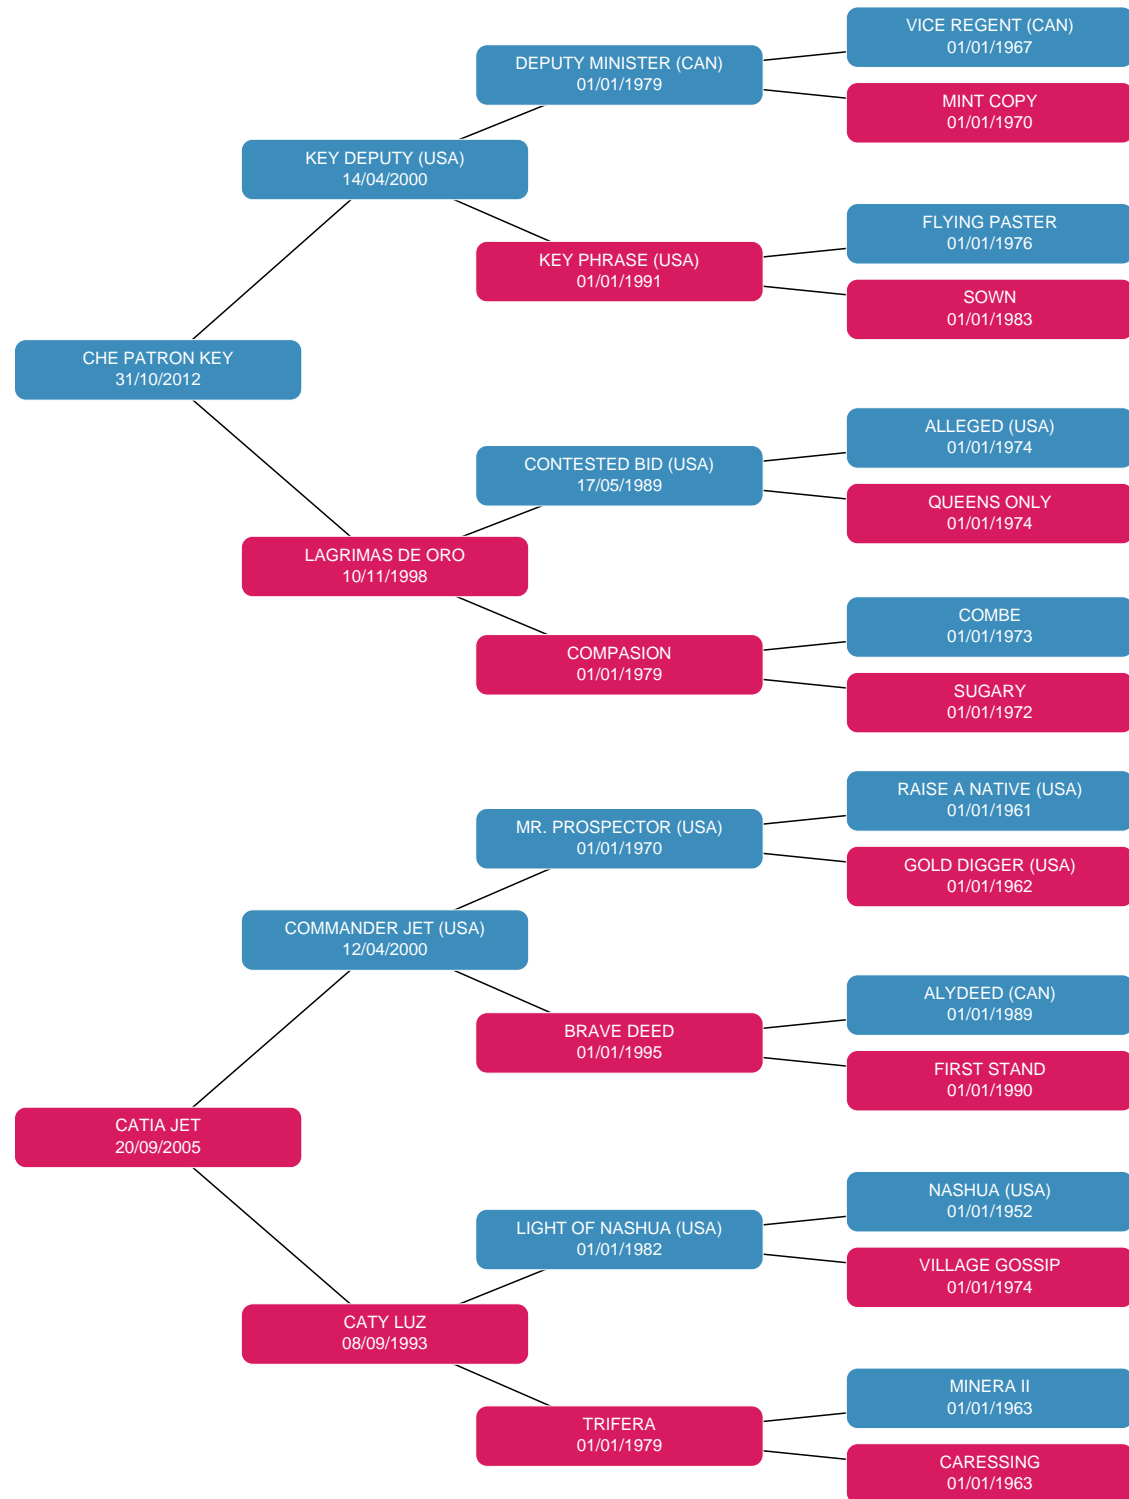 VICE REGENT (CAN)
01/01/1967
DEPUTY MINISTER (CAN)
01/01/1979
MINT COPY
01/01/1970
KEY DEPUTY (USA)
14/04/2000
FLYING PASTER
01/01/1976
KEY PHRASE (USA)
01/01/1991
SOWN
01/01/1983
CHE PATRON KEY
31/10/2012
ALLEGED (USA)
01/01/1974
CONTESTED BID (USA)
17/05/1989
QUEENS ONLY
01/01/1974
LAGRIMAS DE ORO
10/11/1998
COMBE
01/01/1973
COMPASION
01/01/1979
SUGARY
01/01/1972
RAISE A NATIVE (USA)
01/01/1961
MR. PROSPECTOR (USA)
01/01/1970
GOLD DIGGER (USA)
01/01/1962
COMMANDER JET (USA)
12/04/2000
ALYDEED (CAN)
01/01/1989
BRAVE DEED
01/01/1995
FIRST STAND
01/01/1990
CATIA JET
20/09/2005
NASHUA (USA)
01/01/1952
LIGHT OF NASHUA (USA)
01/01/1982
VILLAGE GOSSIP
01/01/1974
CATY LUZ
08/09/1993
MINERA II
01/01/1963
TRIFERA
01/01/1979
CARESSING
01/01/1963